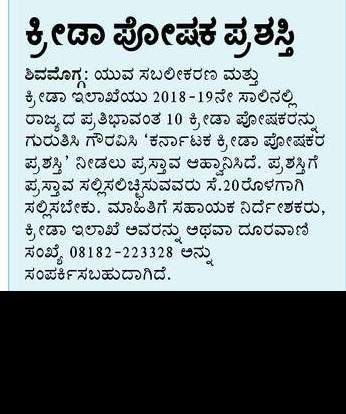 ಕ್ರೀಡಾ ಪೋಷಕ ಪ್ರಶಸ್ತಿ
ಶಿವಮೊಗ್ಗ: ಯುವ ಸಬಲೀಕರಣ ಮತ್ತು
ಕ್ರೀಡಾ ಇಲಾಖೆಯು 2018-19ನೇ ಸಾಲಿನಲ್ಲಿ
ರಾಜ್ಯದ ಪ್ರತಿಭಾವಂತ 10 ಕ್ರೀಡಾ ಪೋಷಕರನ್ನು
ಗುರುತಿಸಿ ಗೌರವಿಸಿ 'ಕರ್ನಾಟಕ ಕ್ರೀಡಾ ಪೋಷಕರ
ಪ್ರಶಸ್ತಿ' ನೀಡಲು ಪ್ರಸ್ತಾವ ಆಹ್ವಾನಿಸಿದೆ. ಪ್ರಶಸ್ತಿಗೆ
ಪ್ರಸ್ತಾವ ಸಲ್ಲಿಸಲಿಚ್ಛಿಸುವವರು ಸೆ.20ರೊಳಗಾಗಿ
ಸಲ್ಲಿಸಬೇಕು. ಮಾಹಿತಿಗೆ ಸಹಾಯಕ ನಿರ್ದೇಶಕರು,
ಕ್ರೀಡಾ ಇಲಾಖೆ ಅವರನ್ನು ಅಥವಾ ದೂರವಾಣಿ
ಸಂಖ್ಯೆ 08182-223328 ಅನ್ನು
ಸಂಪರ್ಕಿಸಬಹುದಾಗಿದೆ.